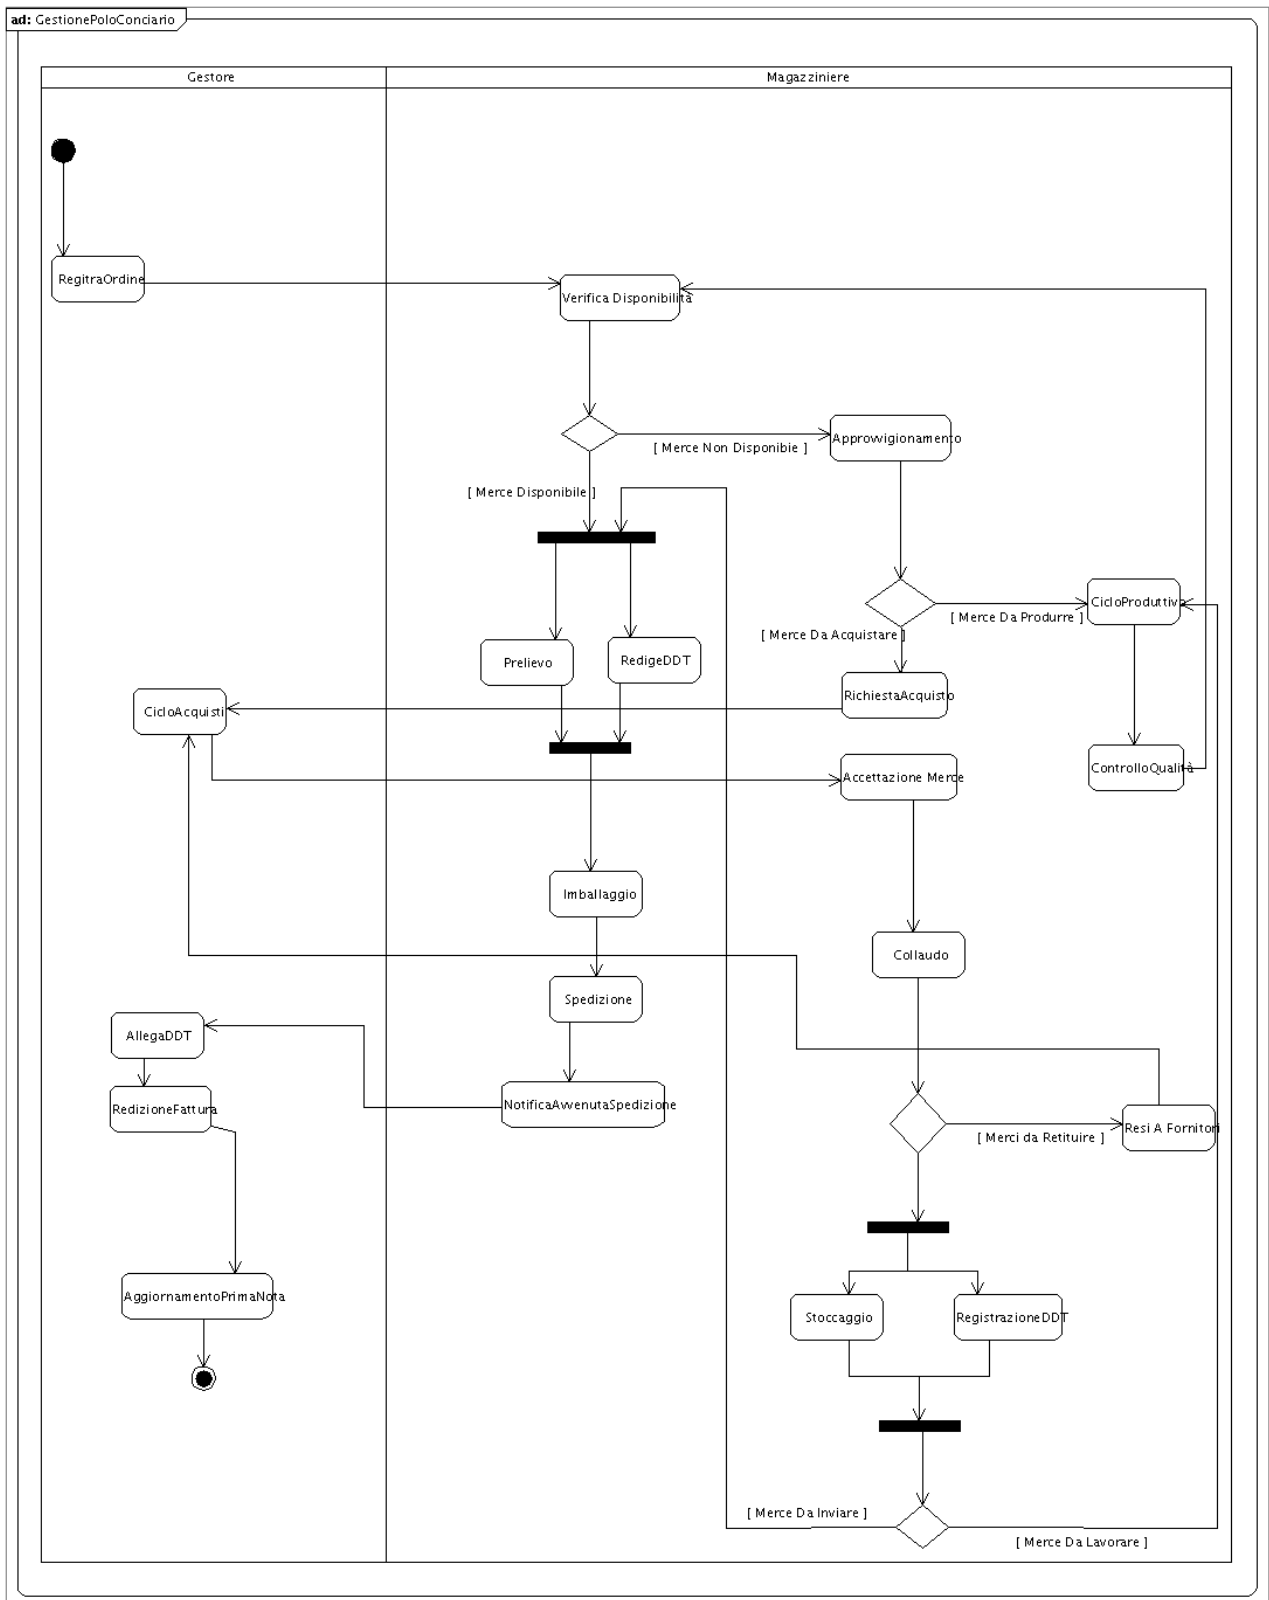 ad: GestionePoloConciario
Gestore
Magazziniere
RegitraOrdine
Verifica Disponibilità
[ Merce Non Disponibie ]
Approvvigionamento
[ Merce Disponibile ]
[ Merce Da Acquistare ]
[ Merce Da Produrre ]
CicloProduttivo
Prelievo
RedigeDDT
RichiestaAcquisto
CicloAcquisti
ControlloQualità
Accettazione Merce
Imballaggio
Collaudo
Spedizione
AllegaDDT
NotificaAvvenutaSpedizione
RedizioneFattura
[ Merci da Retituire ]
Resi A Fornitori
AggiornamentoPrimaNota
Stoccaggio
RegistrazioneDDT
[ Merce Da Inviare ]
[ Merce Da Lavorare ]